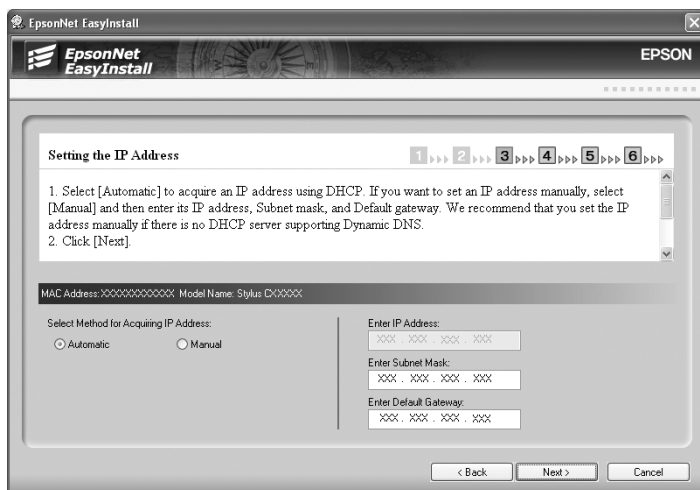 EpsonNet EasyInstall
EpsonNet
EasyInstall
EPSON
Setting the IP Address
1 2 3 4 5 6
1. Select [Automatic] to acquire an IP address using DHCP. If you want to set an IP address manually, select
[Manual] and then enter its IP address, Subnet mask, and Default gateway. We recommend that you set the IP
address manually if there is no DHCP server supporting Dynamic DNS.
2. Click [Next].
MAC Address:XXXXXXXXXXXX Model Name: Stylus CXXXXX
Select Method for Acquiring IP Address:
Automatic
Manual
Enter IP Address:
XXX . XXX . XXX . XXX
Enter Subnet Mask:
XXX . XXX . XXX . XXX
Enter Default Gateway:
XXX . XXX . XXX . XXX
< Back
Next >
Cancel